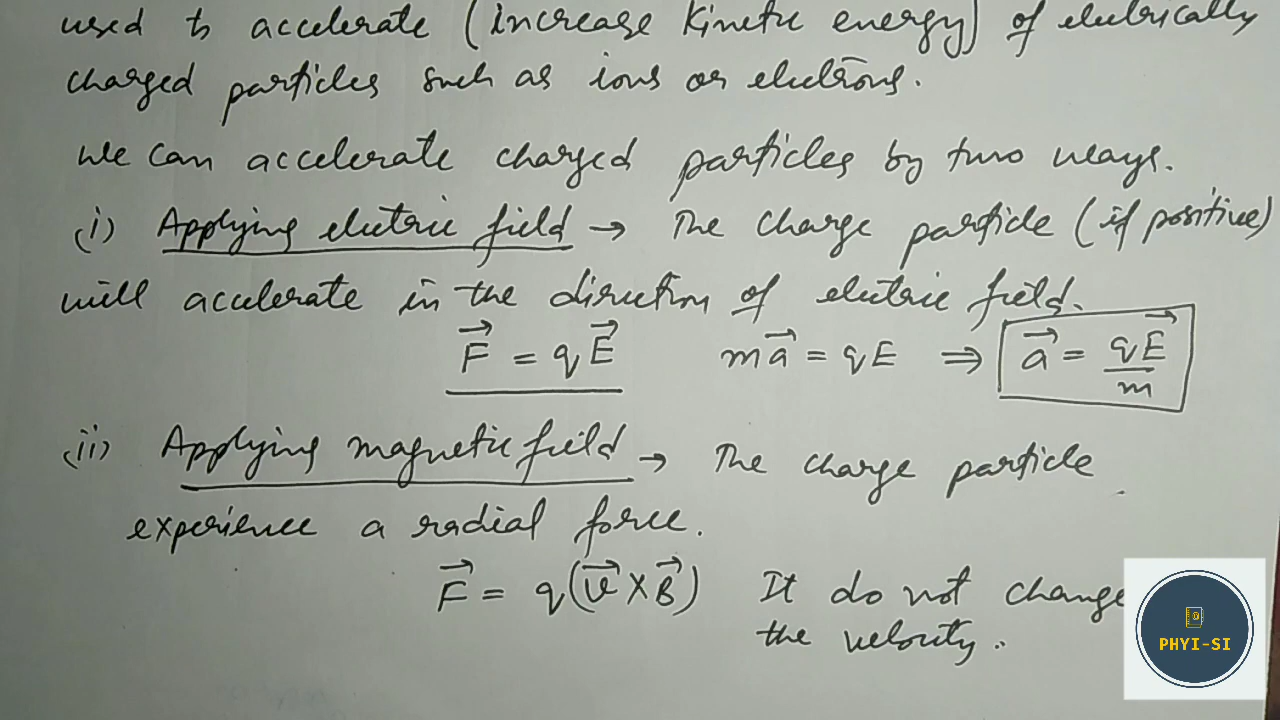 used to accelerate (increase kinetic energy) of electrically
charged particles such as ions or electrons.
We can accelerate charged particles by two ways.
(i) Applying electric field → The charge particle (if positive)
will accelerate in the direction of electric field.
F⃗ = qE⃗ ma⃗ = qE ⇒ a⃗ = qE⃗/m
(ii) Applying magnetic field → The charge particle
experience a radial force.
F⃗ = q(v⃗ × B⃗) It do not change
the velocity.
PHYI-SI